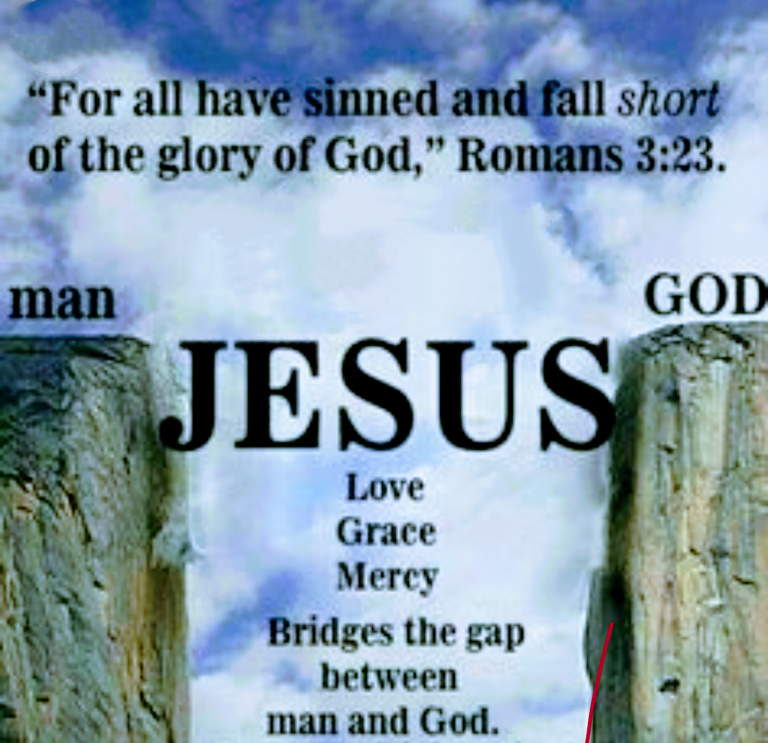 “For all have sinned and fall short
of the glory of God,” Romans 3:23.
man
GOD
JESUS
Love
Grace
Mercy
Bridges the gap
between
man and God.